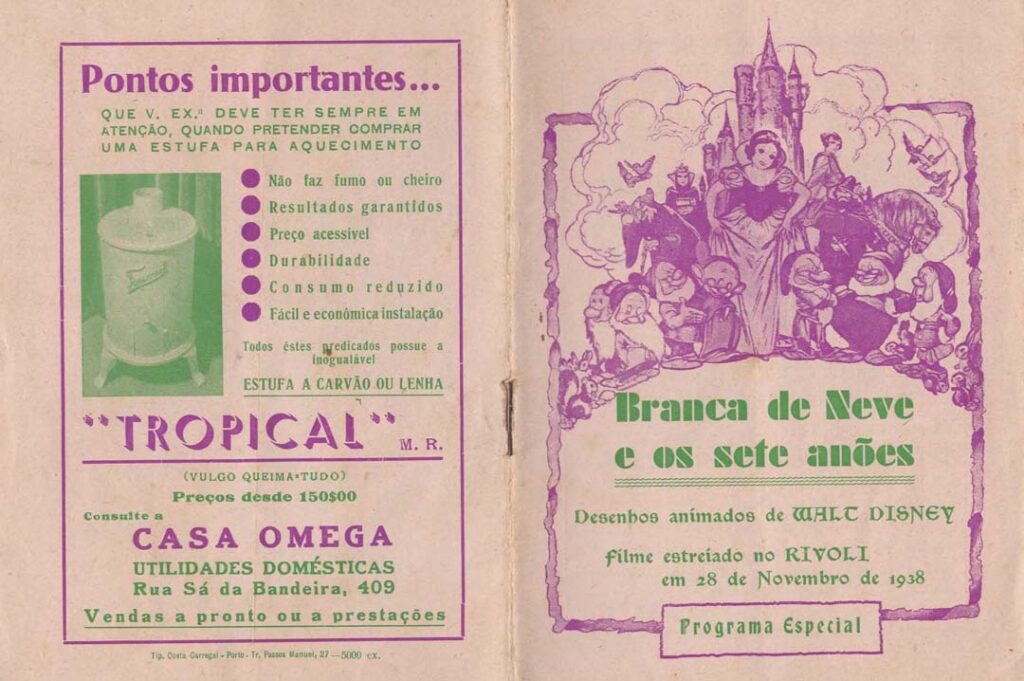 Pontos importantes...
QUE V. EX.ª DEVE TER SEMPRE EM
ATENÇÃO, QUANDO PRETENDER COMPRAR
UMA ESTUFA PARA AQUECIMENTO
Não faz fumo ou cheiro
Resultados garantidos
Preço acessível
Durabilidade
Consumo reduzido
Fácil e económica instalação
Todos êstes predicados possue a
inogualável
ESTUFA A CARVÃO OU LENHA
"TROPICAL" M. R.
(VULGO QUEIMA-TUDO)
Preços desde 150$00
Consulte a
CASA OMEGA
UTILIDADES DOMÉSTICAS
Rua Sá da Bandeira, 409
Vendas a pronto ou a prestações
Tip. Costa Carregal - Porto - Tr. Passos Manuel, 27 — 5000 ex.
Branca de Neve
e os sete anões
Desenhos animados de WALT DISNEY
Filme estreiado no RIVOLI
em 28 de Novembro de 1938
Programa Especial